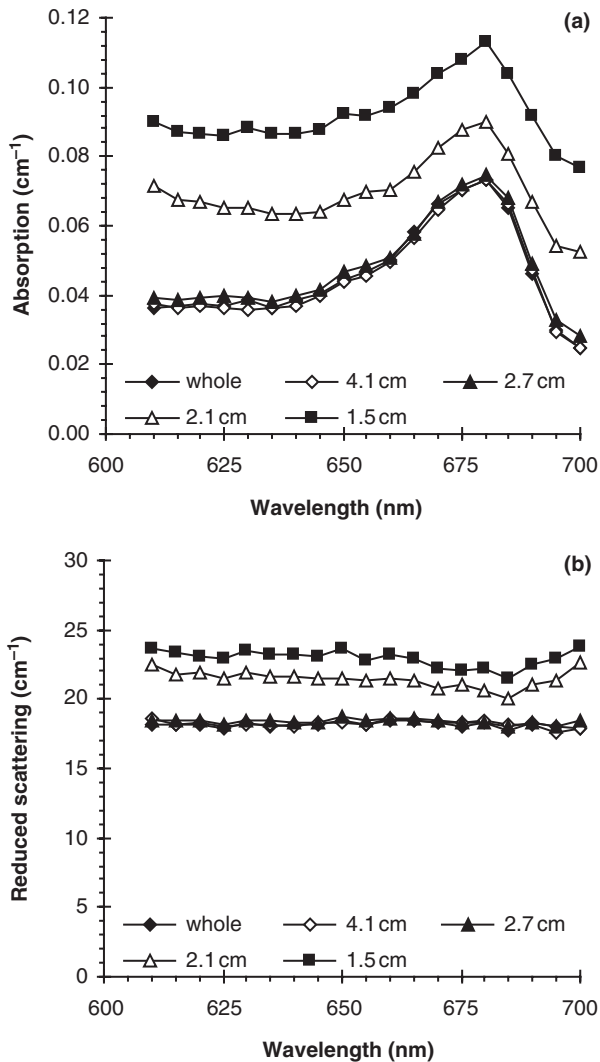 (a)
0.12
0.10
0.08
0.06
0.04
0.02
0.00
Absorption (cm⁻¹)
whole 4.1 cm 2.7 cm
2.1 cm 1.5 cm
600 625 650 675 700
Wavelength (nm)
(b)
30
25
20
15
10
5
0
Reduced scattering (cm⁻¹)
whole 4.1 cm 2.7 cm
2.1 cm 1.5 cm
600 625 650 675 700
Wavelength (nm)